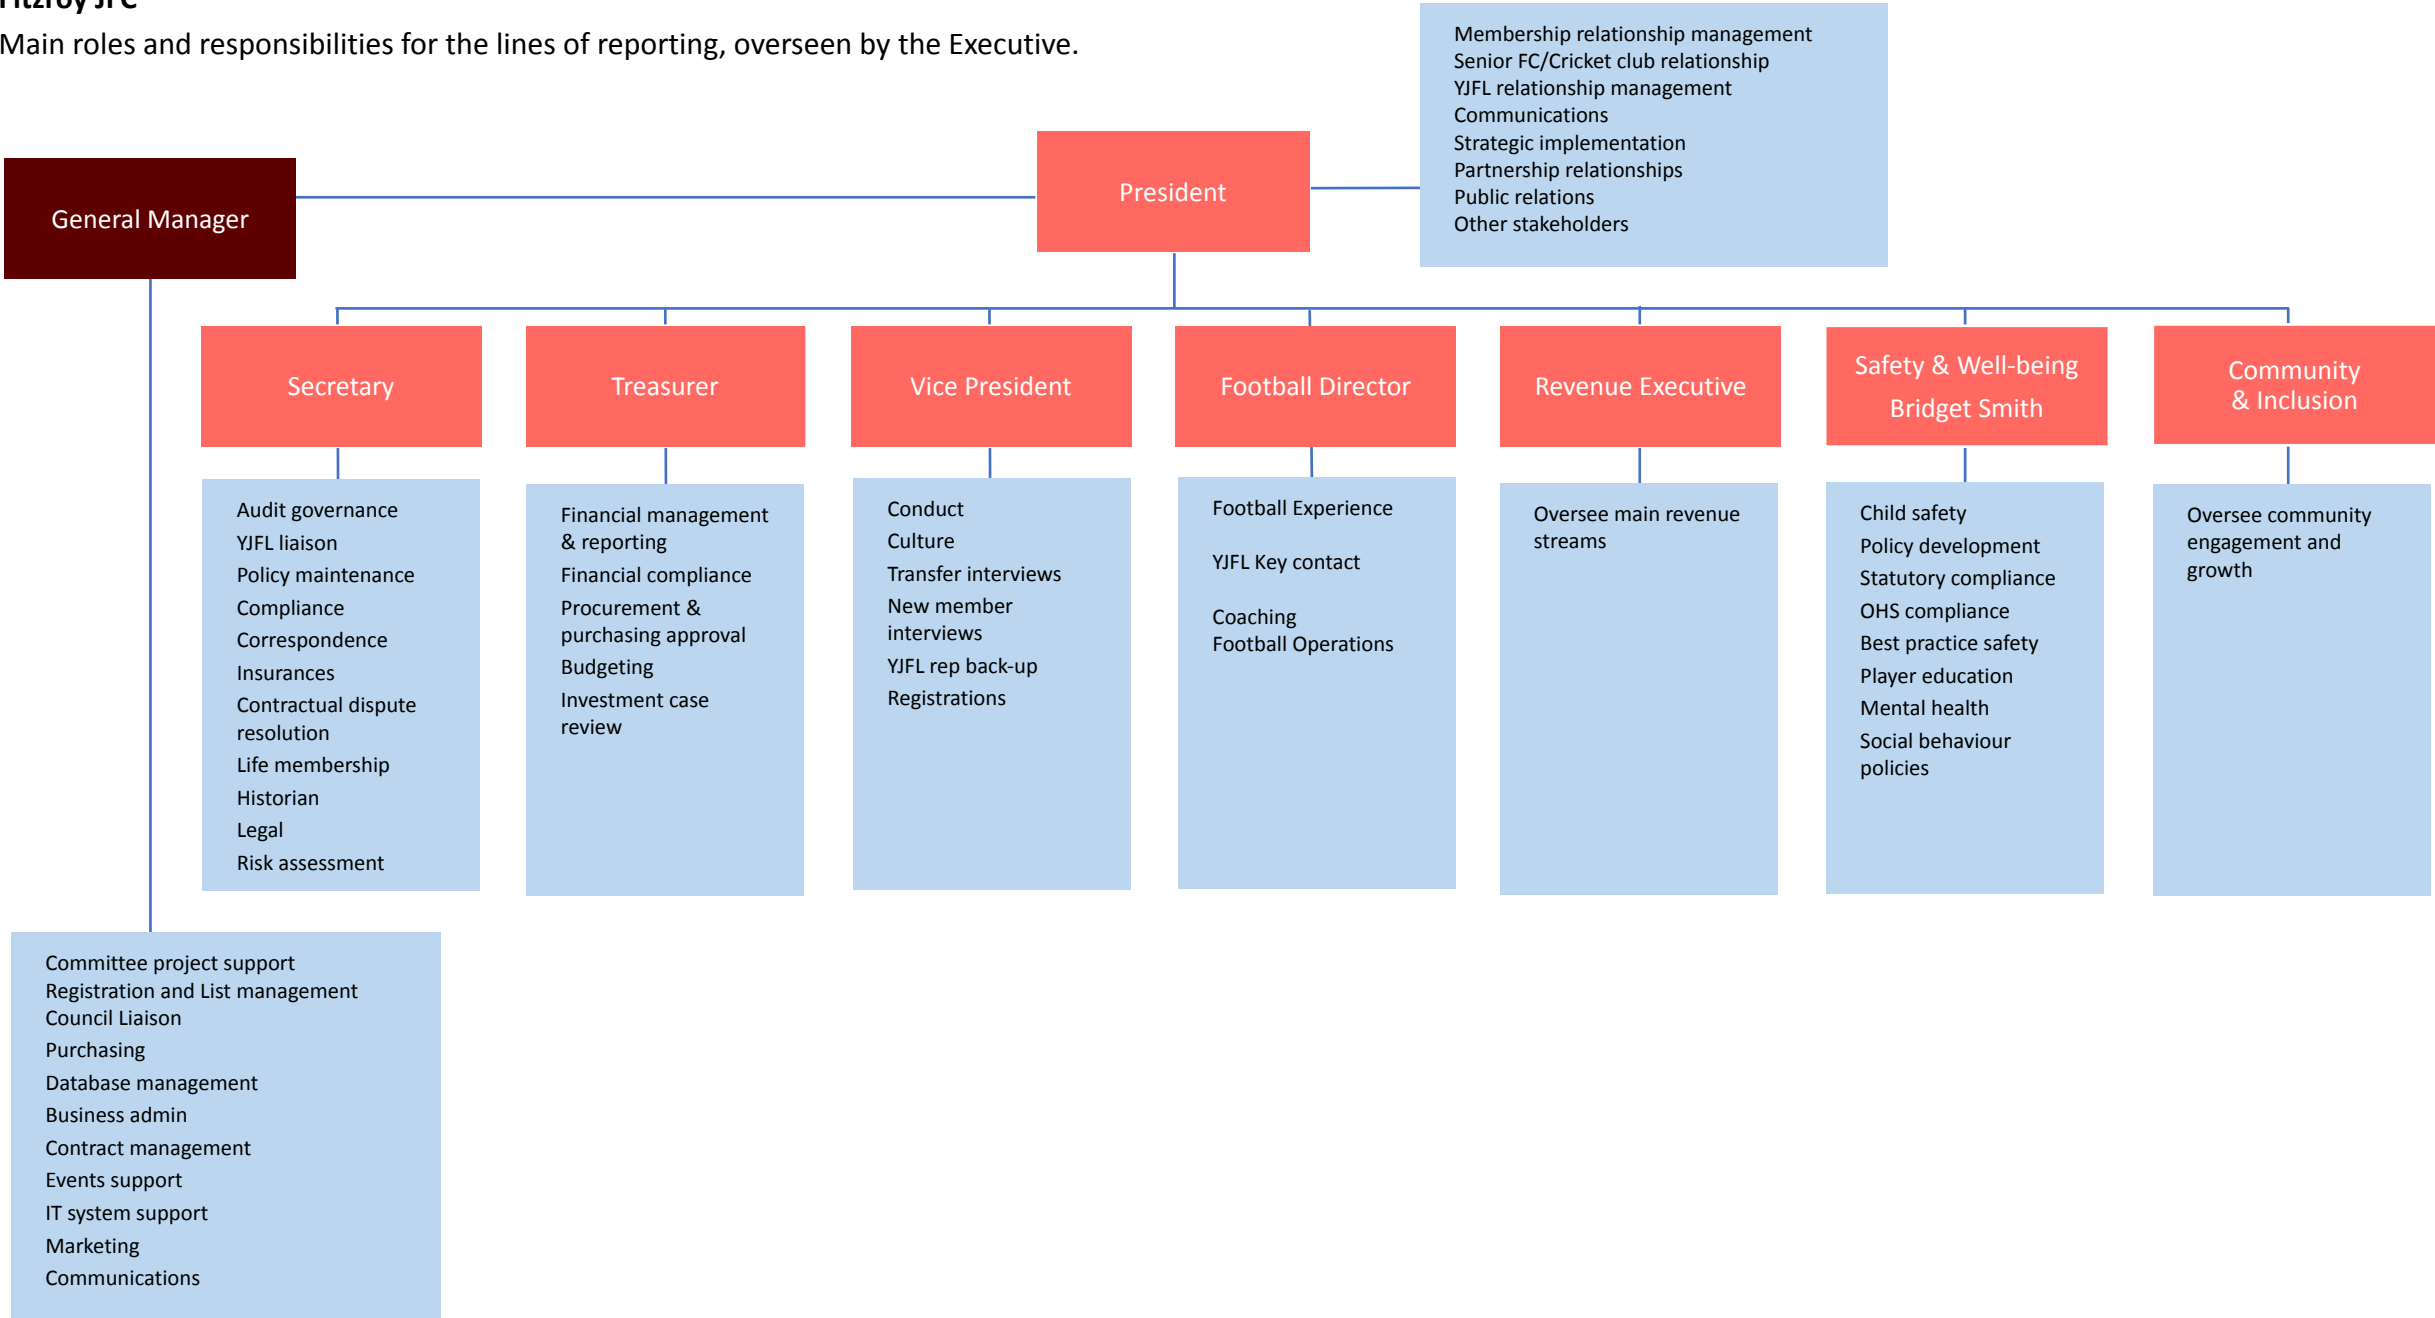 Fitzroy JFC
Main roles and responsibilities for the lines of reporting, overseen by the Executive.
Membership relationship management
Senior FC/Cricket club relationship
YJFL relationship management
Communications
Strategic implementation
Partnership relationships
Public relations
Other stakeholders
General Manager
President
Secretary
Treasurer
Vice President
Football Director
Revenue Executive
Safety & Well-being
Bridget Smith
Community
& Inclusion
Audit governance
YJFL liaison
Policy maintenance
Compliance
Correspondence
Insurances
Contractual dispute
resolution
Life membership
Historian
Legal
Risk assessment
Financial management
& reporting
Financial compliance
Procurement &
purchasing approval
Budgeting
Investment case
review
Conduct
Culture
Transfer interviews
New member
interviews
YJFL rep back-up
Registrations
Football Experience
YJFL Key contact
Coaching
Football Operations
Oversee main revenue
streams
Child safety
Policy development
Statutory compliance
OHS compliance
Best practice safety
Player education
Mental health
Social behaviour
policies
Oversee community
engagement and
growth
Committee project support
Registration and List management
Council Liaison
Purchasing
Database management
Business admin
Contract management
Events support
IT system support
Marketing
Communications